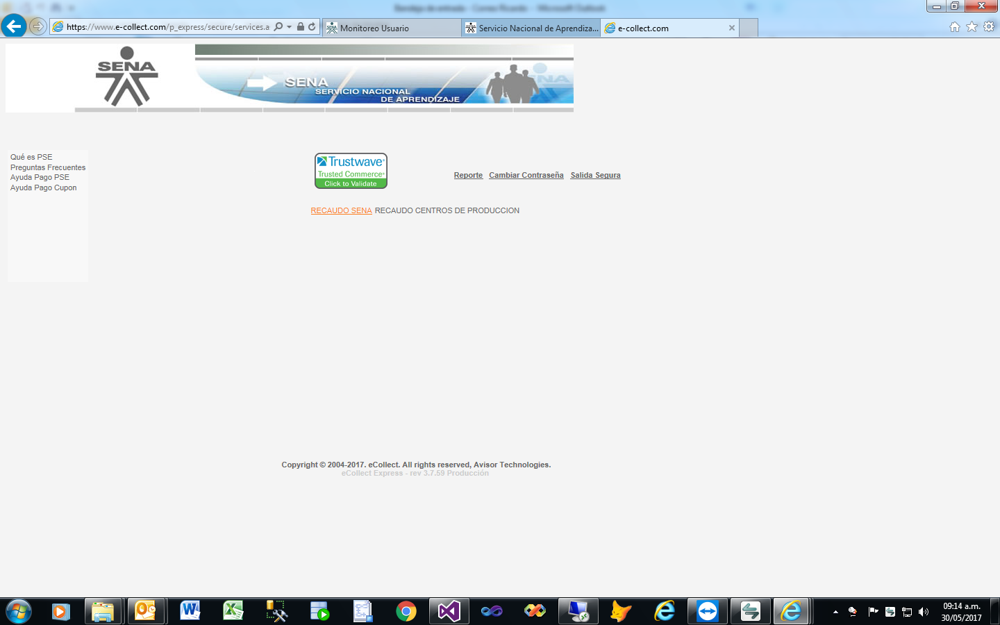 Bandeja de entrada - Correo Ricardo - Microsoft Outlook
https://www.e-collect.com/p_express/secure/services.a
Monitoreo Usuario
Servicio Nacional de Aprendiza...
e-collect.com
SENA
SENA
SERVICIO NACIONAL
DE APRENDIZAJE
Qué es PSE
Preguntas Frecuentes
Ayuda Pago PSE
Ayuda Pago Cupon
Trustwave
Trusted Commerce
Click to Validate
Reporte Cambiar Contraseña Salida Segura
RECAUDO SENA RECAUDO CENTROS DE PRODUCCION
Copyright © 2004-2017. eCollect. All rights reserved, Avisor Technologies.
eCollect Express - rev 3.7.59 Producción
09:14 a.m.
30/05/2017